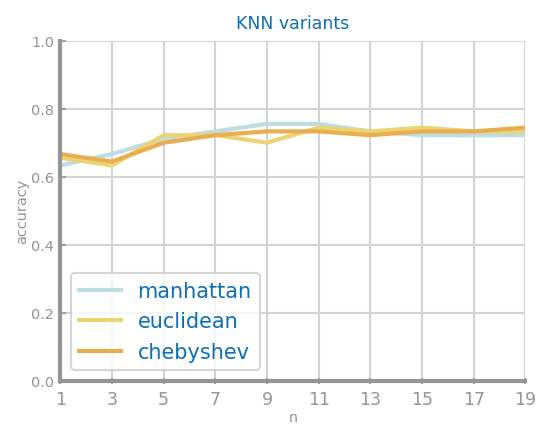 KNN variants
1.0
0.8
0.6
0.4
0.2
0.0
accuracy
manhattan
euclidean
chebyshev
1 3 5 7 9 11 13 15 17 19
n